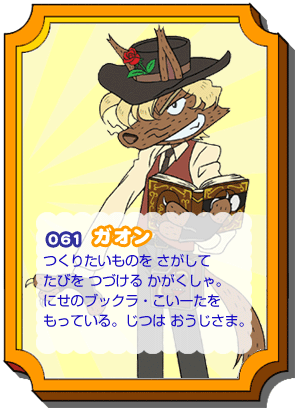 061 ガオン
つくりたいものを さがして
たびを つづける かがくしゃ。
にせのブックラ・こいーたを
もっている。じつは おうじさま。